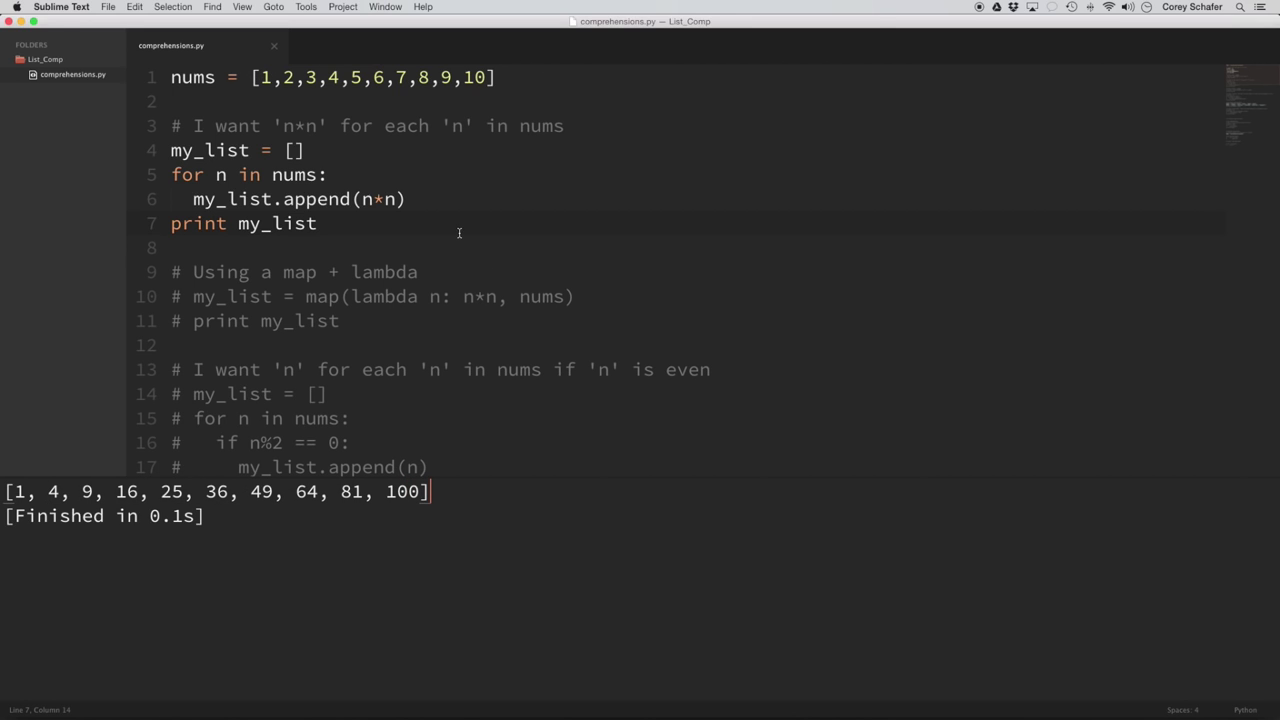 Sublime Text File Edit Selection Find View Goto Tools Project Window Help Corey Schafer
comprehensions.py — List_Comp
FOLDERS
List_Comp
comprehensions.py
comprehensions.py
1 nums = [1,2,3,4,5,6,7,8,9,10]
2
3 # I want 'n*n' for each 'n' in nums
4 my_list = []
5 for n in nums:
6   my_list.append(n*n)
7 print my_list
8
9 # Using a map + lambda
10 # my_list = map(lambda n: n*n, nums)
11 # print my_list
12
13 # I want 'n' for each 'n' in nums if 'n' is even
14 # my_list = []
15 # for n in nums:
16 #   if n%2 == 0:
17 #     my_list.append(n)
[1, 4, 9, 16, 25, 36, 49, 64, 81, 100]
[Finished in 0.1s]
Line 7, Column 14 Spaces: 4 Python